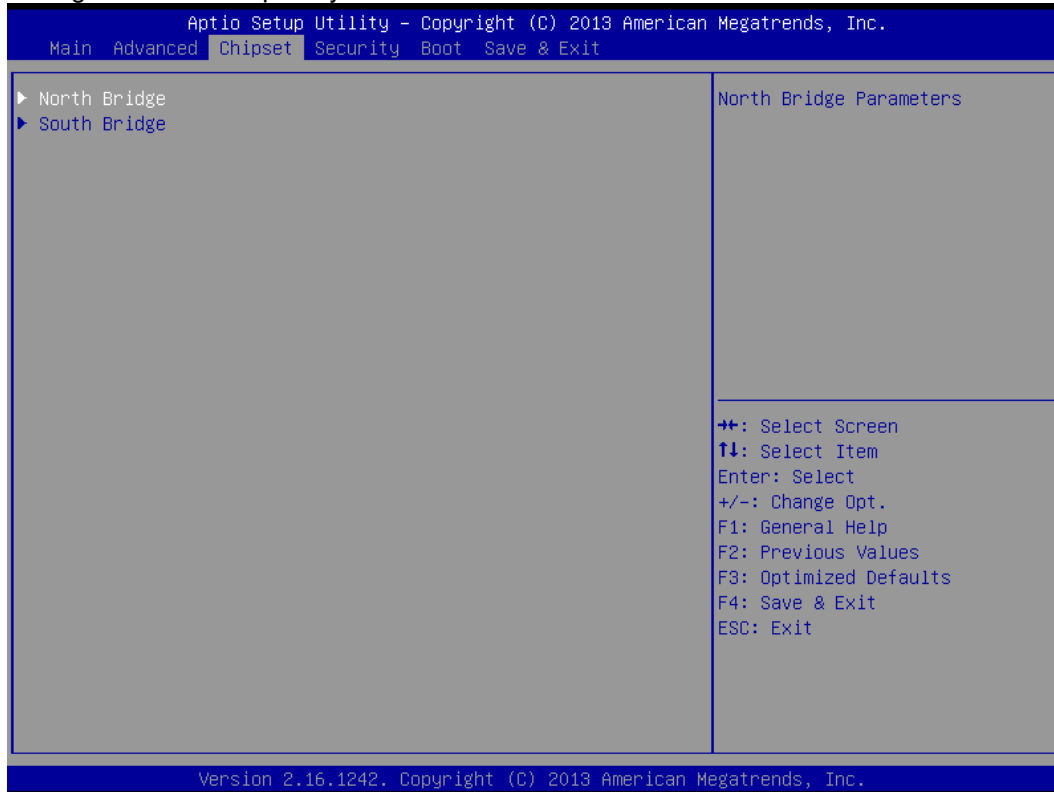 Aptio Setup Utility – Copyright (C) 2013 American Megatrends, Inc.
Main Advanced Chipset Security Boot Save & Exit
▶ North Bridge
▶ South Bridge
North Bridge Parameters
→←: Select Screen
↑↓: Select Item
Enter: Select
+/-: Change Opt.
F1: General Help
F2: Previous Values
F3: Optimized Defaults
F4: Save & Exit
ESC: Exit
Version 2.16.1242. Copyright (C) 2013 American Megatrends, Inc.